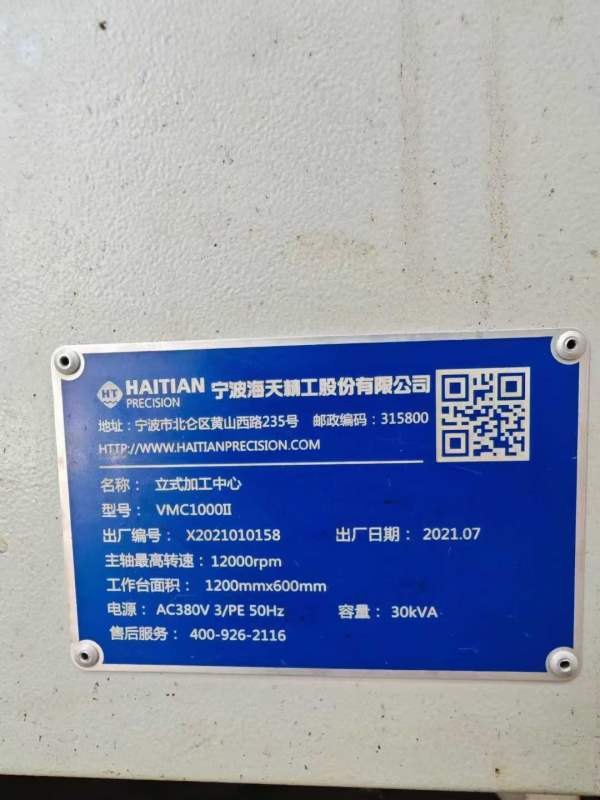 HT HAITIAN PRECISION 宁波海天精工股份有限公司
地址：宁波市北仑区黄山西路235号 邮政编码：315800
HTTP://WWW.HAITIANPRECISION.COM
名称： 立式加工中心
型号： VMC1000II
出厂编号： X2021010158 出厂日期： 2021.07
主轴最高转速：12000rpm
工作台面积： 1200mmx600mm
电源： AC380V 3/PE 50Hz 容量： 30kVA
售后服务： 400-926-2116